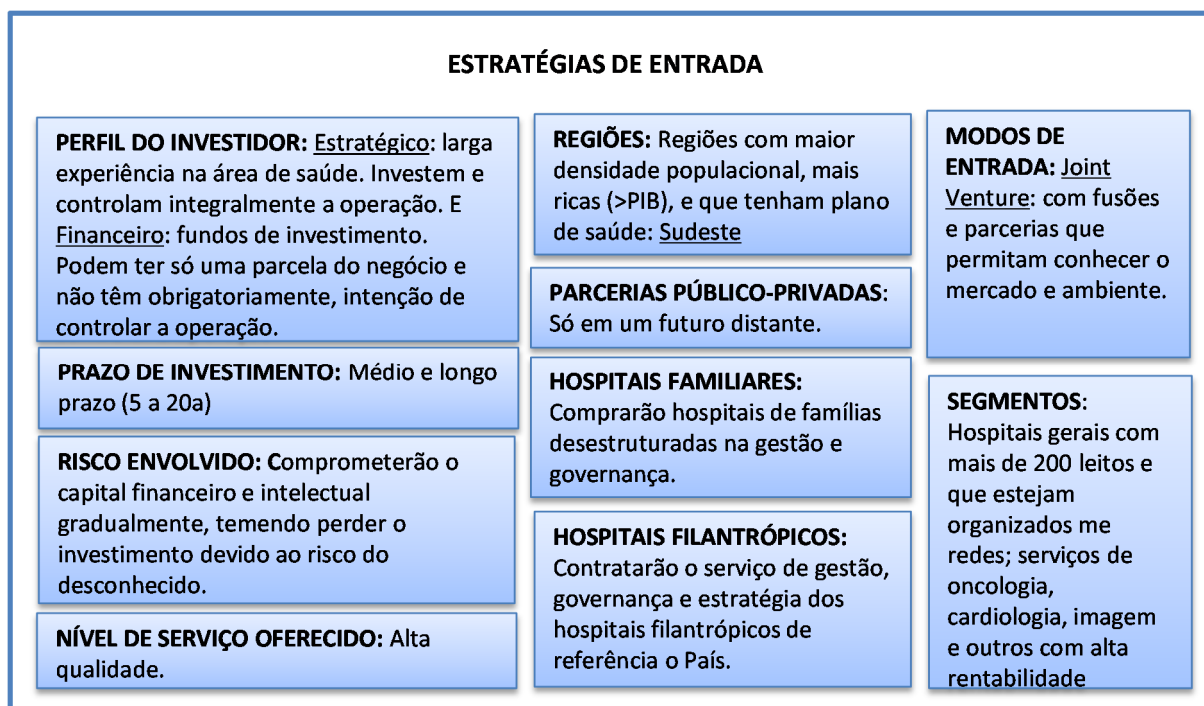 ESTRATÉGIAS DE ENTRADA
PERFIL DO INVESTIDOR: Estratégico: larga
experiência na área de saúde. Investem e
controlam integralmente a operação. E
Financeiro: fundos de investimento.
Podem ter só uma parcela do negócio e
não têm obrigatoriamente, intenção de
controlar a operação.
PRAZO DE INVESTIMENTO: Médio e longo
prazo (5 a 20a)
RISCO ENVOLVIDO: Comprometerão o
capital financeiro e intelectual
gradualmente, temendo perder o
investimento devido ao risco do
desconhecido.
NÍVEL DE SERVIÇO OFERECIDO: Alta
qualidade.
REGIÕES: Regiões com maior
densidade populacional, mais
ricas (>PIB), e que tenham plano
de saúde: Sudeste
PARCERIAS PÚBLICO-PRIVADAS:
Só em um futuro distante.
HOSPITAIS FAMILIARES:
Comprarão hospitais de famílias
desestruturadas na gestão e
governança.
HOSPITAIS FILANTRÓPICOS:
Contratarão o serviço de gestão,
governança e estratégia dos
hospitais filantrópicos de
referência o País.
MODOS DE
ENTRADA: Joint
Venture: com fusões
e parcerias que
permitam conhecer o
mercado e ambiente.
SEGMENTOS:
Hospitais gerais com
mais de 200 leitos e
que estejam
organizados me
redes; serviços de
oncologia,
cardiologia, imagem
e outros com alta
rentabilidade